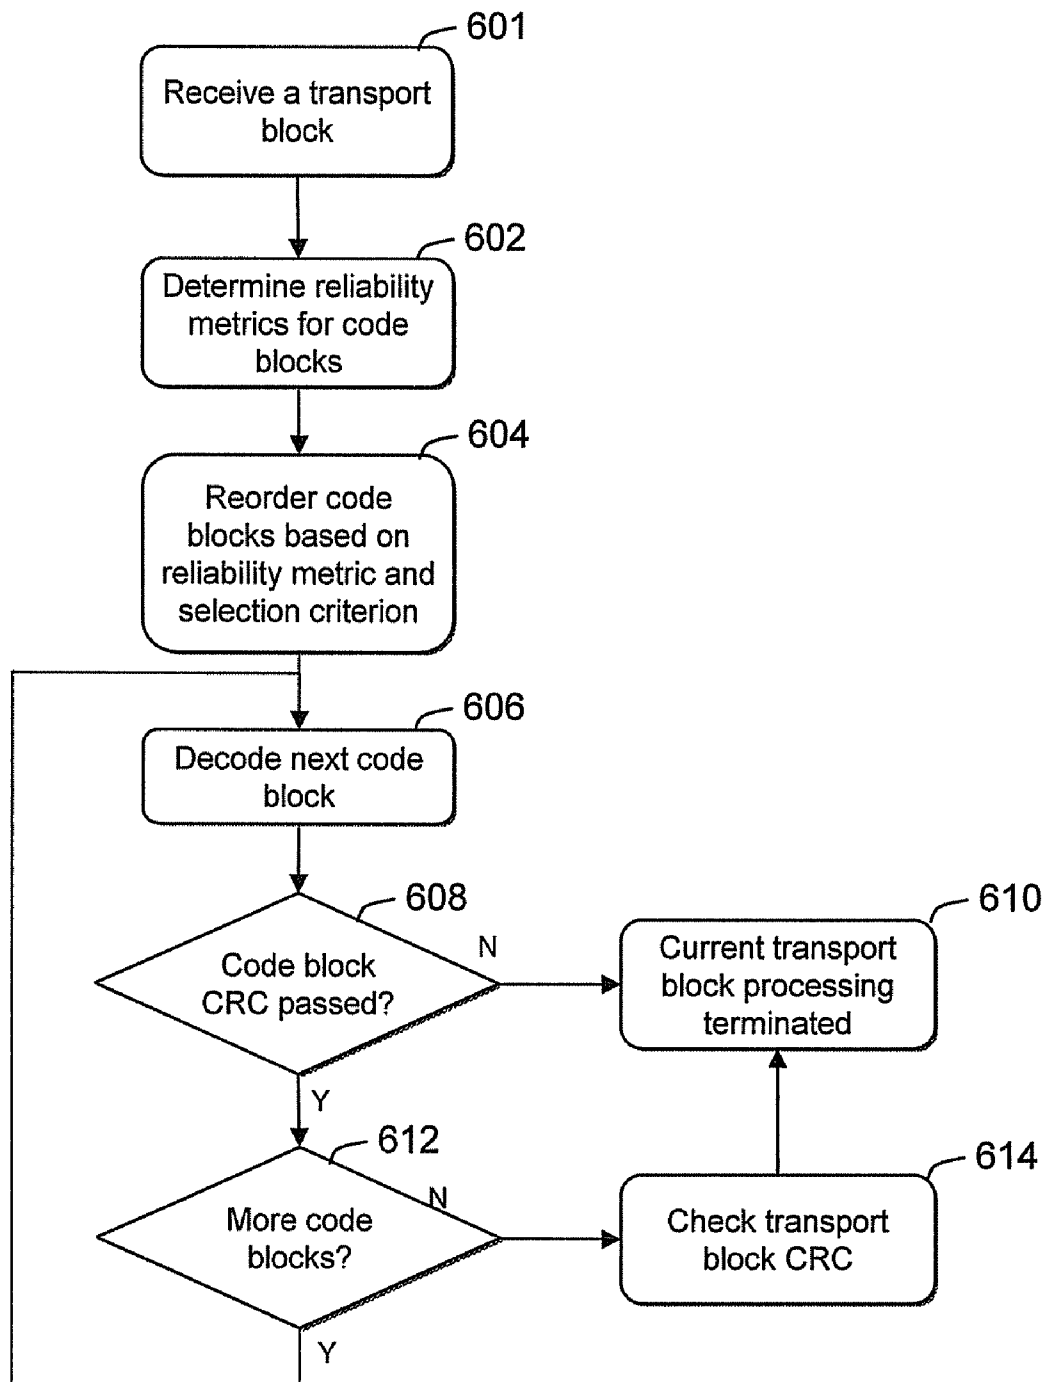 601
Receive a transport
block
602
Determine reliability
metrics for code
blocks
604
Reorder code
blocks based on
reliability metric and
selection criterion
606
Decode next code
block
608
Code block
CRC passed?
N
610
Current transport
block processing
terminated
Y
612
More code
blocks?
N
614
Check transport
block CRC
Y